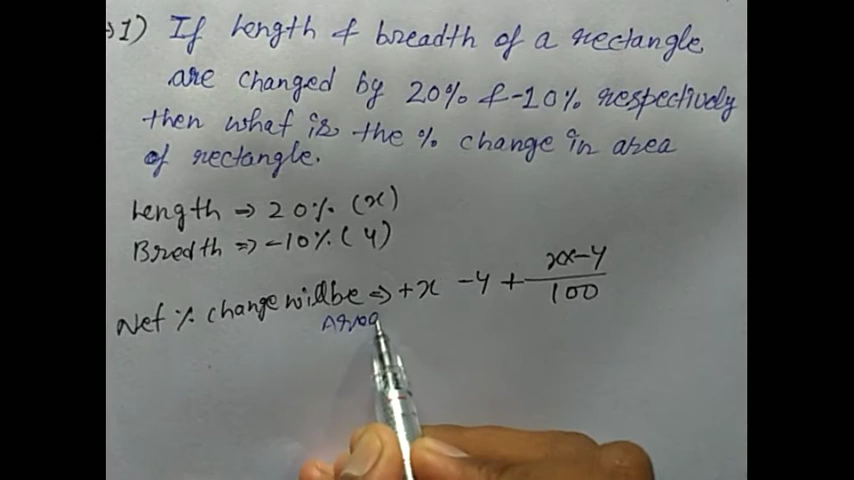 1) If Length & breadth of a rectangle
are changed by 20% & -10% respectively
then what is the % change in area
of rectangle.
Length ⇒ 20% (x)
Bredth ⇒ -10% (y)
Net % change will be ⇒ +x - y + x×-y/100